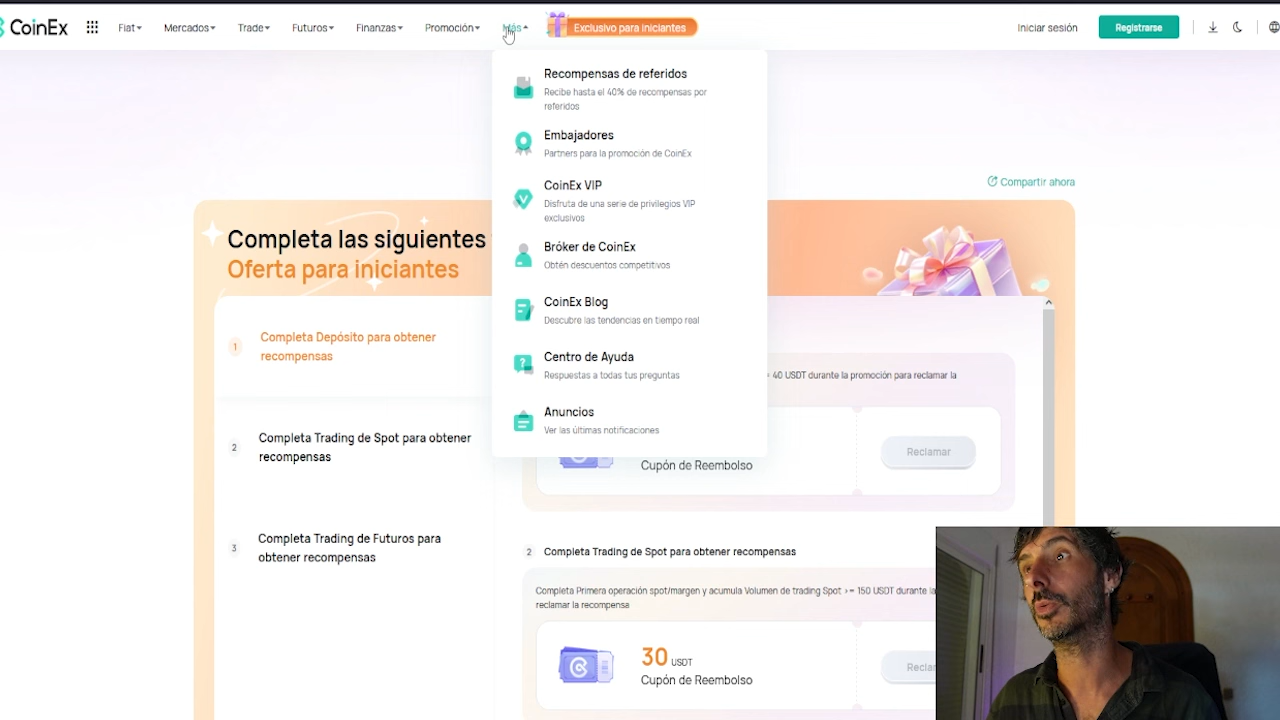 CoinEx
Fiat
Mercados
Trade
Futuros
Finanzas
Promoción
Más
Exclusivo para Iniciantes
Iniciar sesión
Registrarse
Recompensas de referidos
Recibe hasta el 40% de recompensas por
referidos
Embajadores
Partners para la promoción de CoinEx
CoinEx VIP
Disfruta de una serie de privilegios VIP
exclusivos
Bróker de CoinEx
Obtén descuentos competitivos
CoinEx Blog
Descubre las tendencias en tiempo real
Centro de Ayuda
Respuestas a todas tus preguntas
Anuncios
Ver las últimas notificaciones
Compartir ahora
Completa las siguientes
Oferta para iniciantes
1
Completa Depósito para obtener
recompensas
2
Completa Trading de Spot para obtener
recompensas
3
Completa Trading de Futuros para
obtener recompensas
40 USDT durante la promoción para reclamar la
Cupón de Reembolso
Reclamar
2 Completa Trading de Spot para obtener recompensas
Completa Primera operación spot/margen y acumula Volumen de trading Spot >= 150 USDT durante la
reclamar la recompensa
30 USDT
Cupón de Reembolso